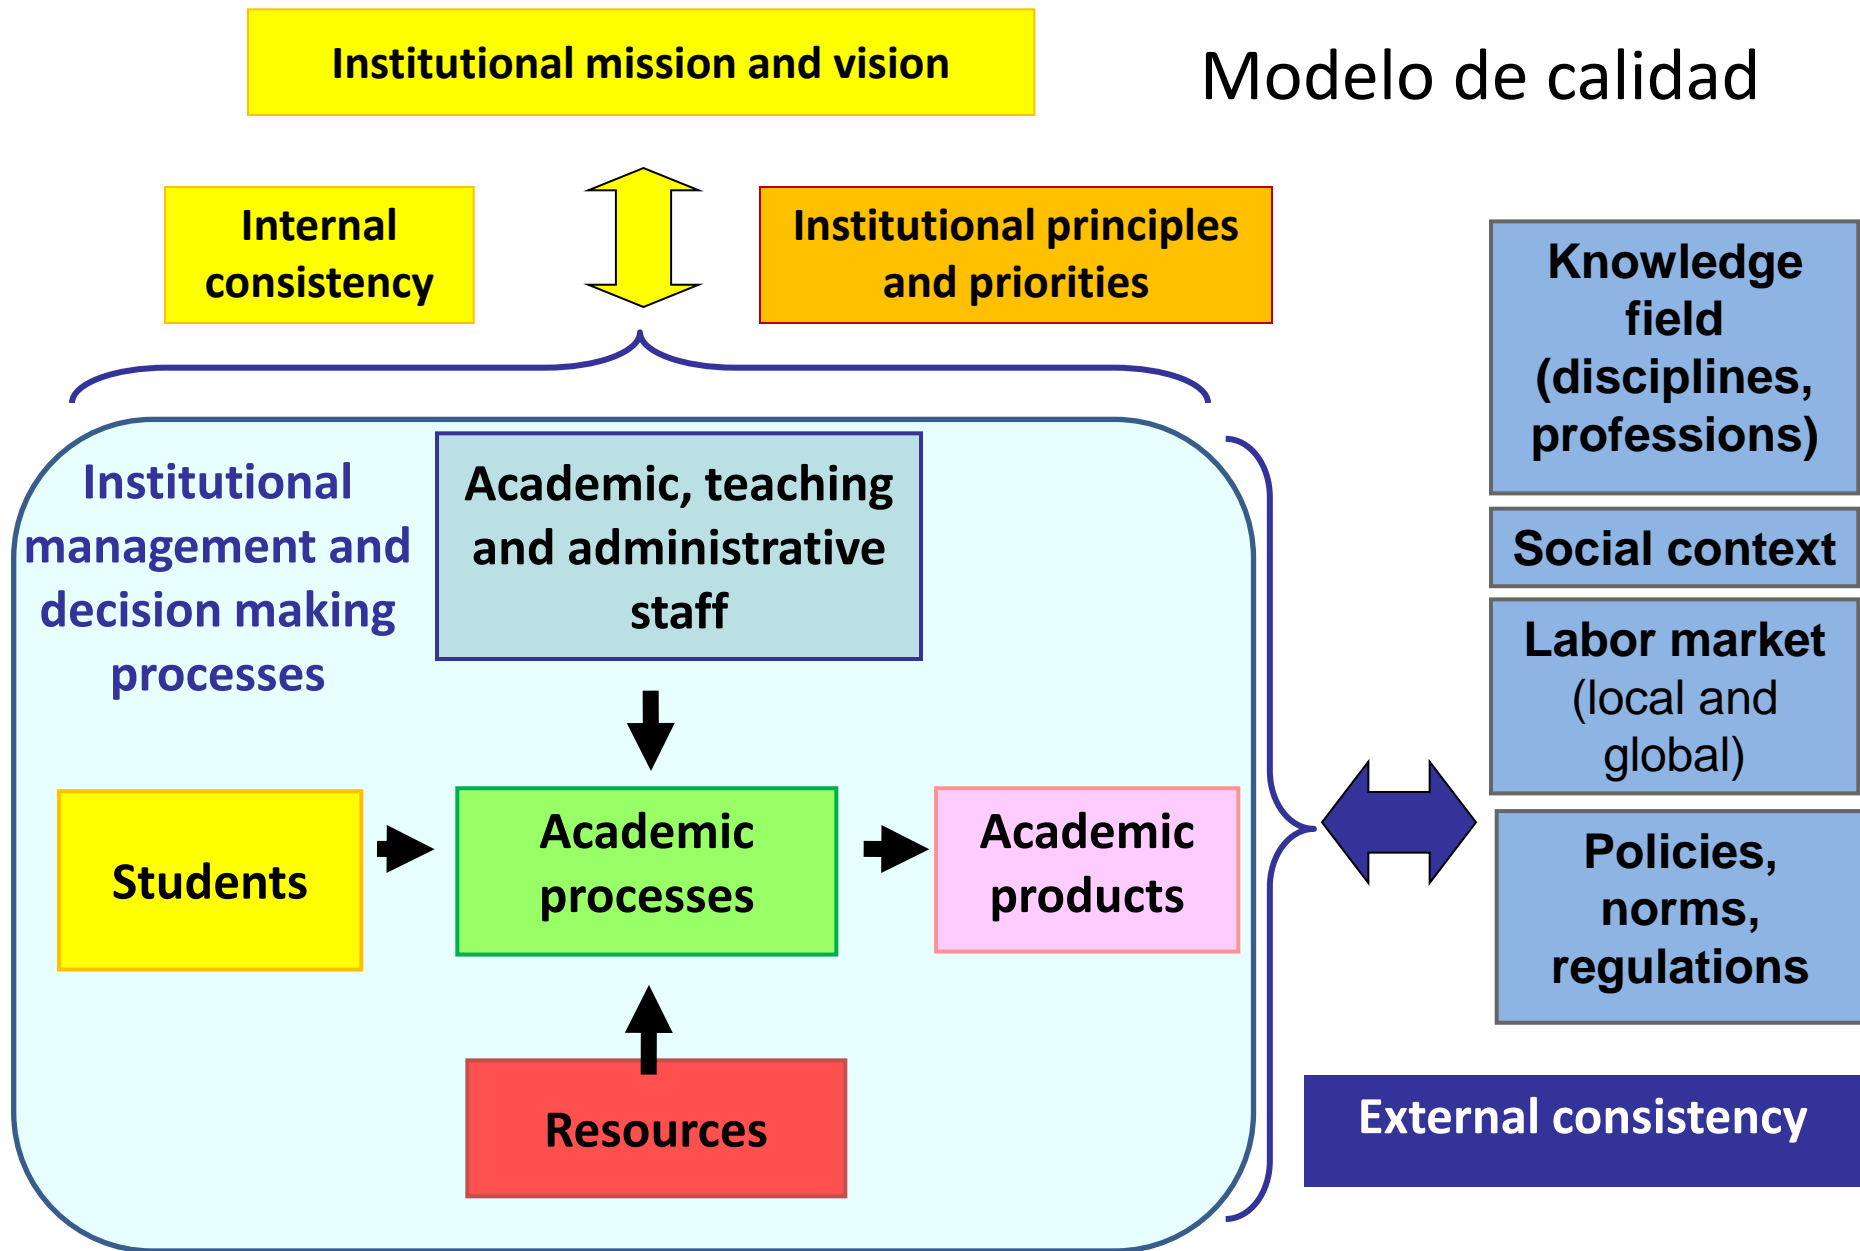 Institutional mission and vision
Modelo de calidad
Internal
consistency
Institutional principles
and priorities
Knowledge
field
(disciplines,
professions)
Social context
Labor market
(local and
global)
Policies,
norms,
regulations
External consistency
Institutional
management and
decision making
processes
Academic, teaching
and administrative
staff
Students
Academic
processes
Academic
products
Resources